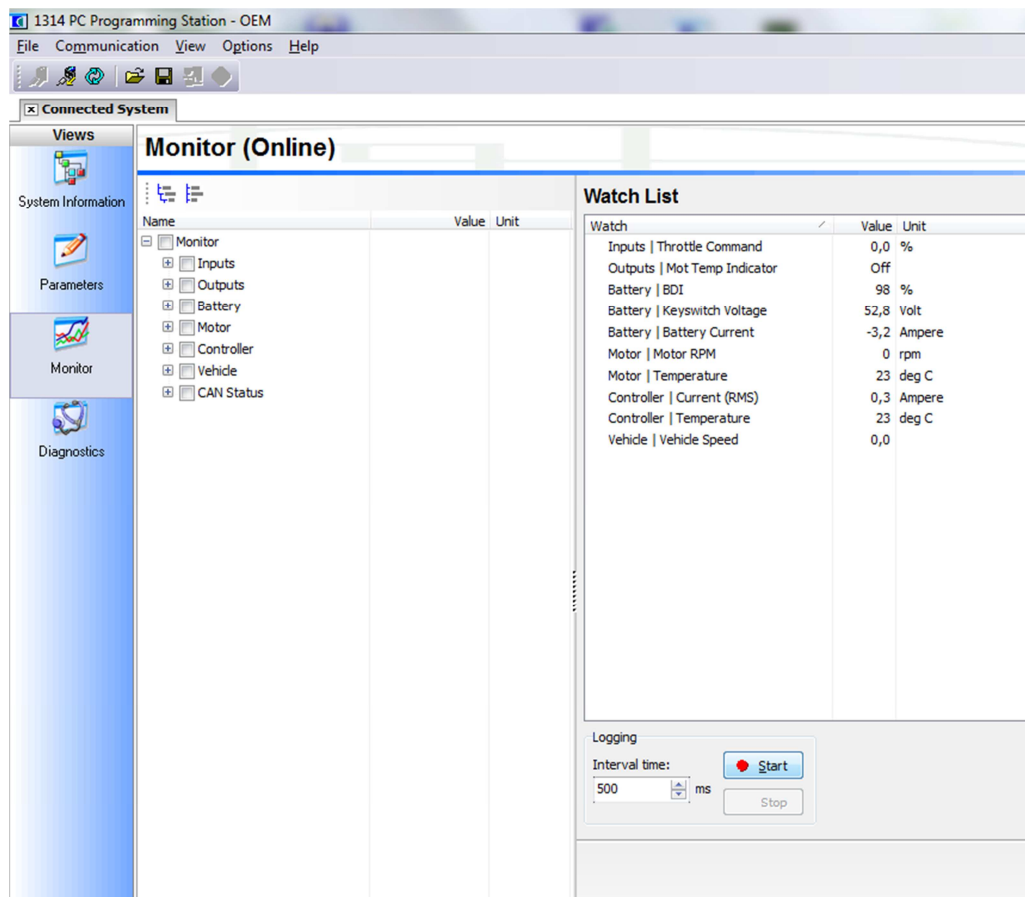 1314 PC Programming Station - OEM
File Communication View Options Help
Connected System
Views
System Information
Parameters
Monitor
Diagnostics
Monitor (Online)
Name Value Unit
Monitor
Inputs
Outputs
Battery
Motor
Controller
Vehicle
CAN Status
Watch List
Watch Value Unit
Inputs | Throttle Command 0,0 %
Outputs | Mot Temp Indicator Off
Battery | BDI 98 %
Battery | Keyswitch Voltage 52,8 Volt
Battery | Battery Current -3,2 Ampere
Motor | Motor RPM 0 rpm
Motor | Temperature 23 deg C
Controller | Current (RMS) 0,3 Ampere
Controller | Temperature 23 deg C
Vehicle | Vehicle Speed 0,0
Logging
Interval time:
Start
500 ms
Stop